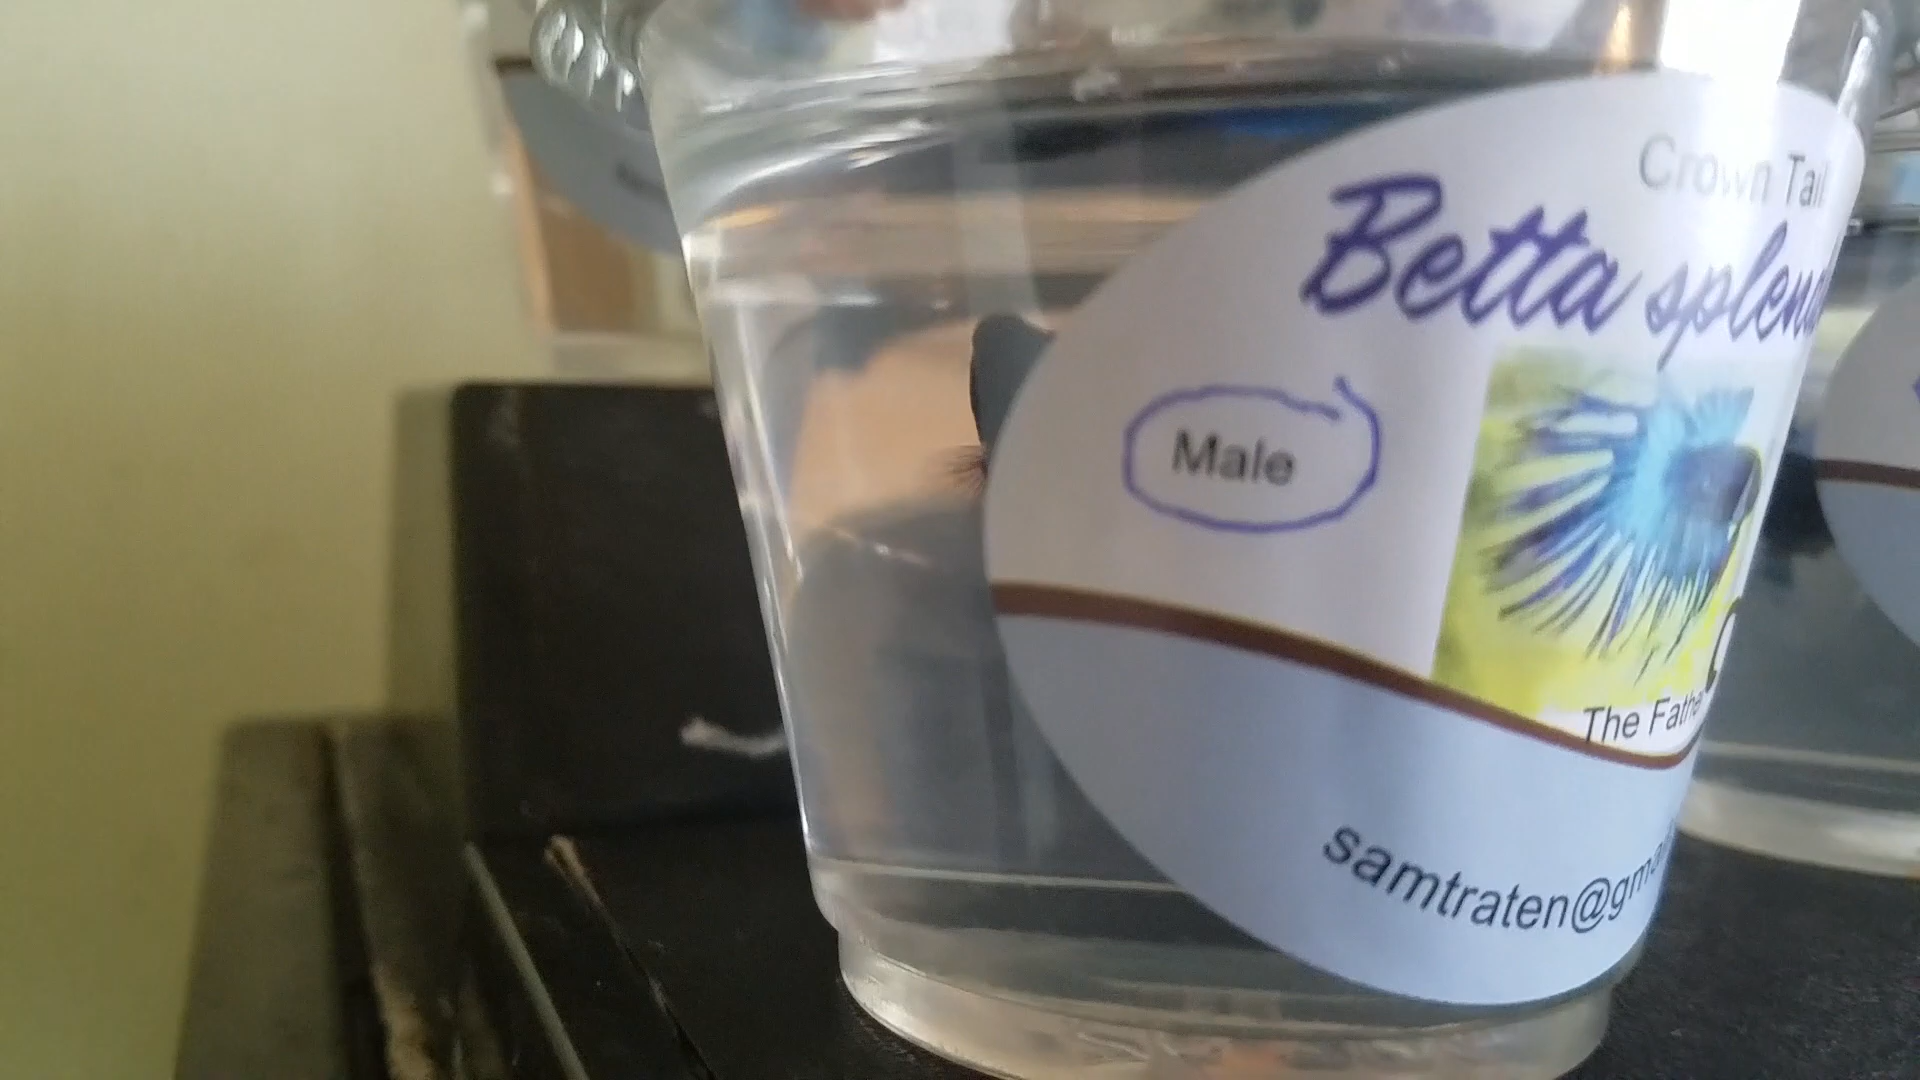 Crown Tail
Betta splend
Male
The Fathe
samtraten@gma